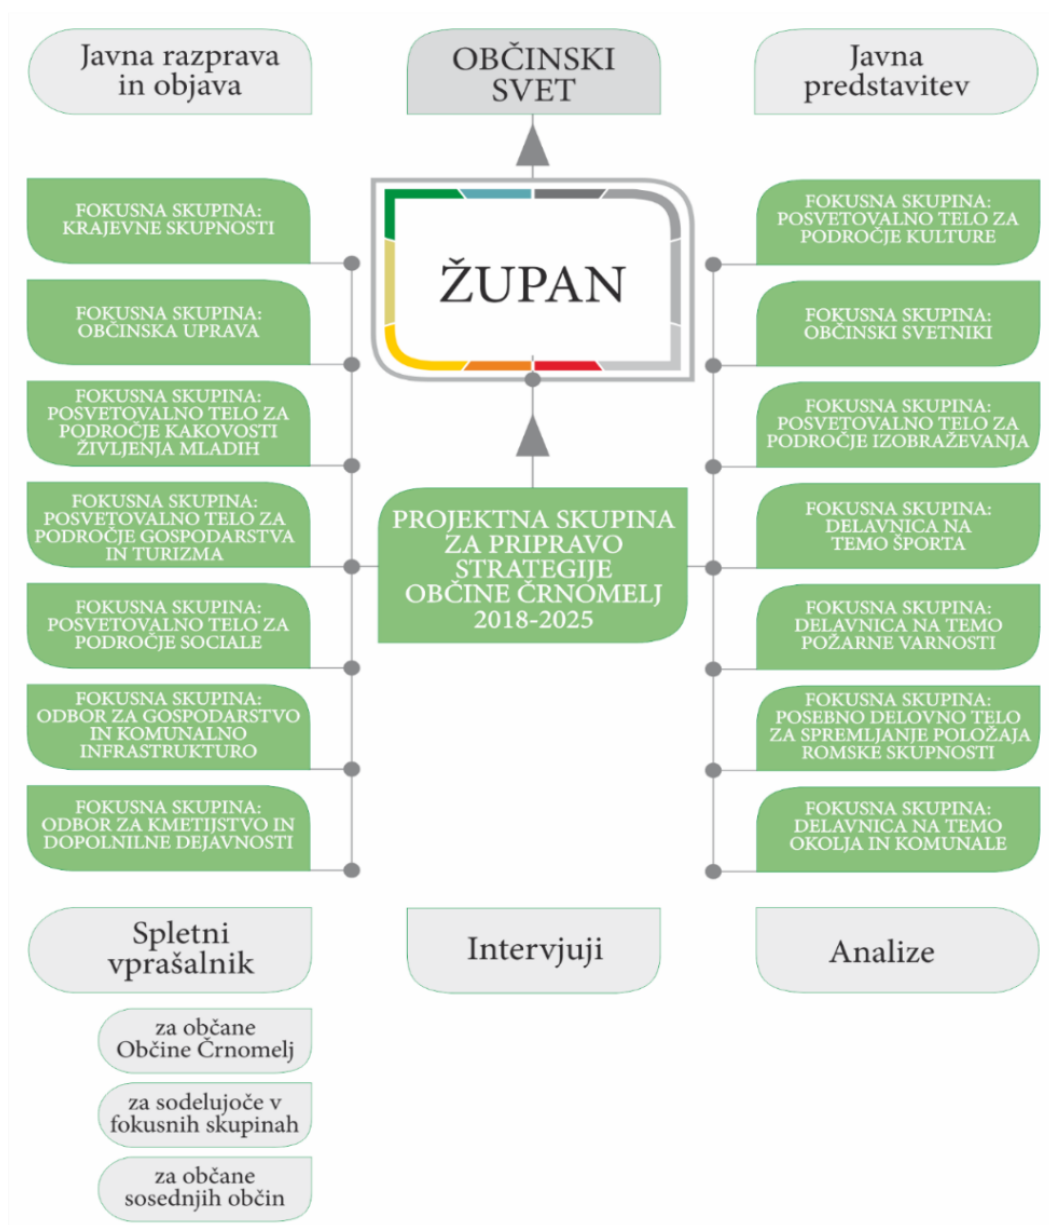 Javna razprava
in objava
OBČINSKI
SVET
Javna
predstavitev
FOKUSNA SKUPINA:
KRAJEVNE SKUPNOSTI
FOKUSNA SKUPINA:
OBČINSKA UPRAVA
FOKUSNA SKUPINA:
POSVETOVALNO TELO ZA
PODROČJE KAKOVOSTI
ŽIVLJENJA MLADIH
FOKUSNA SKUPINA:
POSVETOVALNO TELO ZA
PODROČJE GOSPODARSTVA
IN TURIZMA
FOKUSNA SKUPINA:
POSVETOVALNO TELO ZA
PODROČJE SOCIALE
FOKUSNA SKUPINA:
ODBOR ZA GOSPODARSTVO
IN KOMUNALNO
INFRASTRUKTURO
FOKUSNA SKUPINA:
ODBOR ZA KMETIJSTVO IN
DOPOLNILNE DEJAVNOSTI
ŽUPAN
PROJEKTNA SKUPINA
ZA PRIPRAVO
STRATEGIJE
OBČINE ČRNOMELJ
2018-2025
FOKUSNA SKUPINA:
POSVETOVALNO TELO ZA
PODROČJE KULTURE
FOKUSNA SKUPINA:
OBČINSKI SVETNIKI
FOKUSNA SKUPINA:
POSVETOVALNO TELO ZA
PODROČJE IZOBRAŽEVANJA
FOKUSNA SKUPINA:
DELAVNICA NA
TEMO ŠPORTA
FOKUSNA SKUPINA:
DELAVNICA NA TEMO
POŽARNE VARNOSTI
FOKUSNA SKUPINA:
POSEBNO DELOVNO TELO
ZA SPREMLJANJE POLOŽAJA
ROMSKE SKUPNOSTI
FOKUSNA SKUPINA:
DELAVNICA NA TEMO
OKOLJA IN KOMUNALE
Spletni
vprašalnik
za občane
Občine Črnomelj
za sodelujoče v
fokusnih skupinah
za občane
sosednjih občin
Intervjuji
Analize